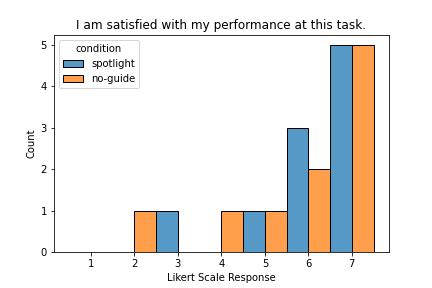 I am satisfied with my performance at this task.
condition
spotlight
no-guide
5
4
3
2
1
0
Count
1 2 3 4 5 6 7
Likert Scale Response